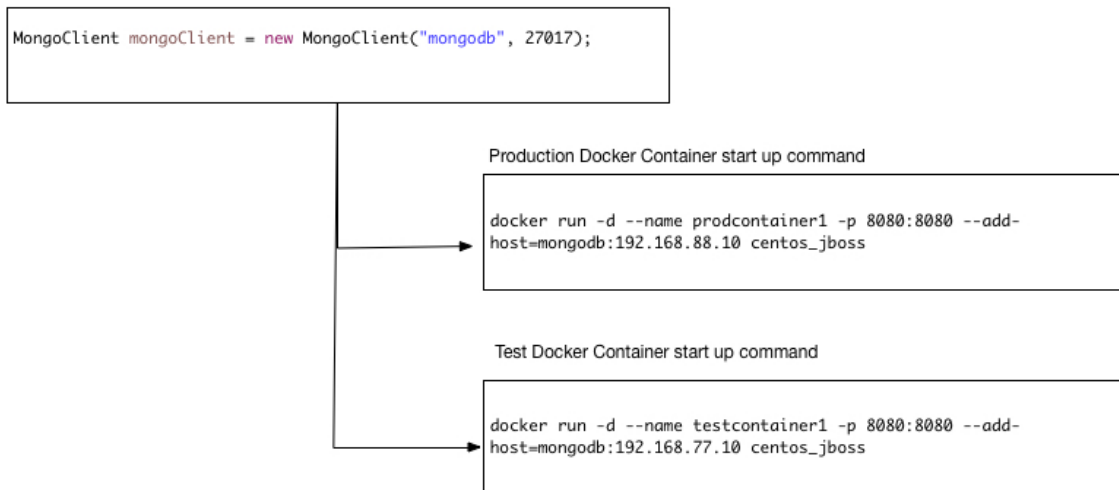 MongoClient mongoClient = new MongoClient("mongodb", 27017);
Production Docker Container start up command
docker run -d --name prodcontainer1 -p 8080:8080 --add-
host=mongodb:192.168.88.10 centos_jboss
Test Docker Container start up command
docker run -d --name testcontainer1 -p 8080:8080 --add-
host=mongodb:192.168.77.10 centos_jboss